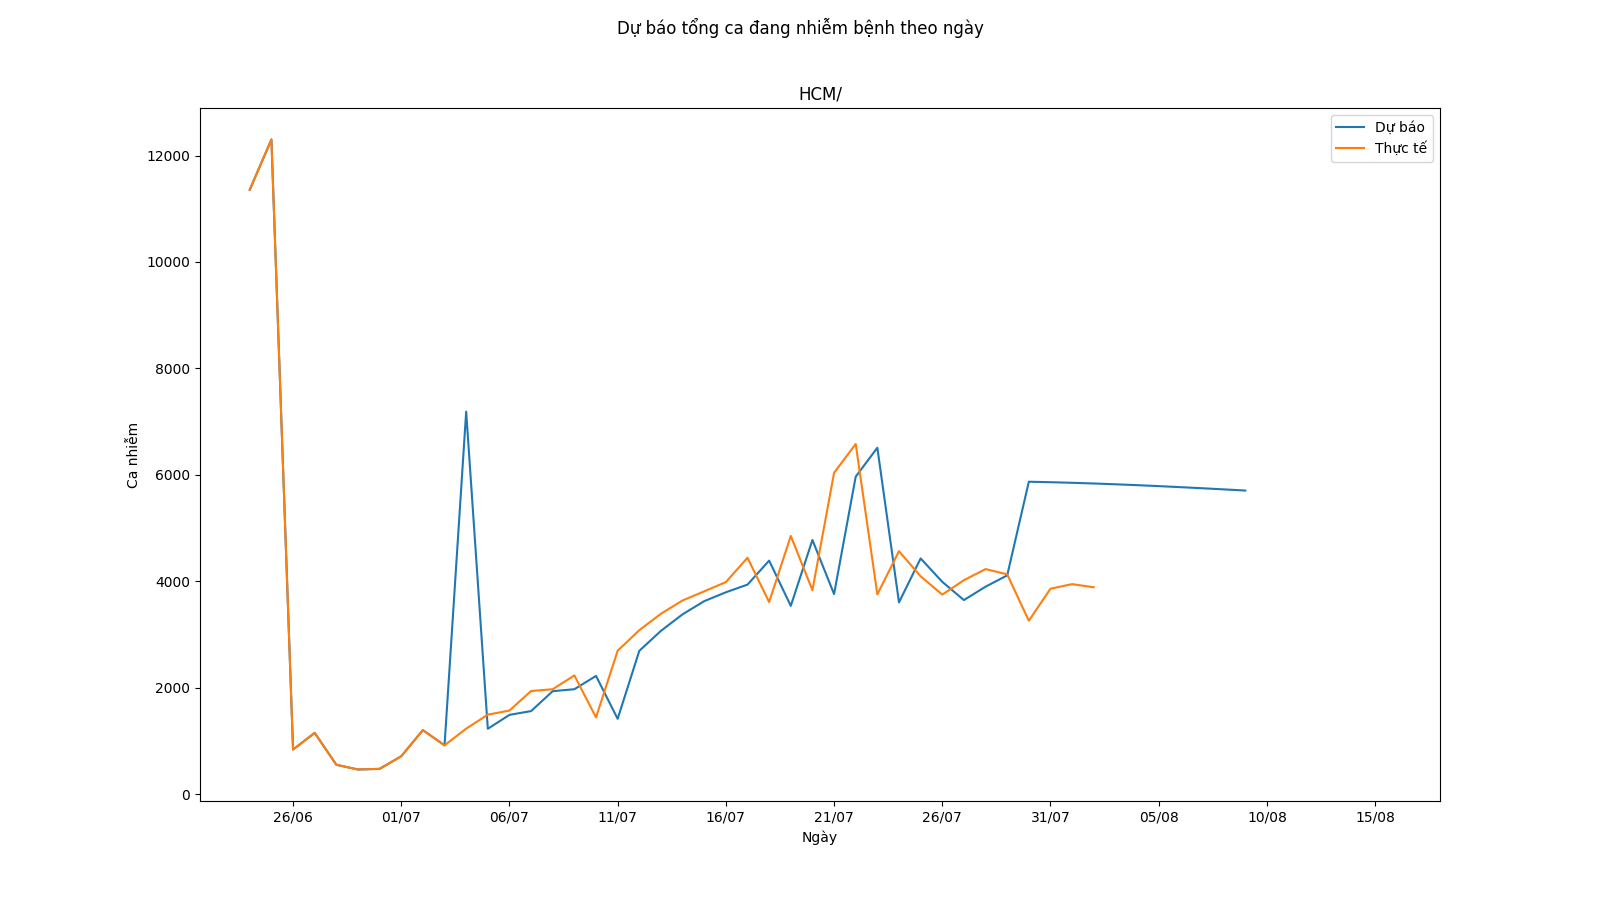 Dự báo tổng ca đang nhiễm bệnh theo ngày
HCM/
Dự báo
Thực tế
12000
10000
8000
6000
4000
2000
0
Ca nhiễm
26/06 01/07 06/07 11/07 16/07 21/07 26/07 31/07 05/08 10/08 15/08
Ngày